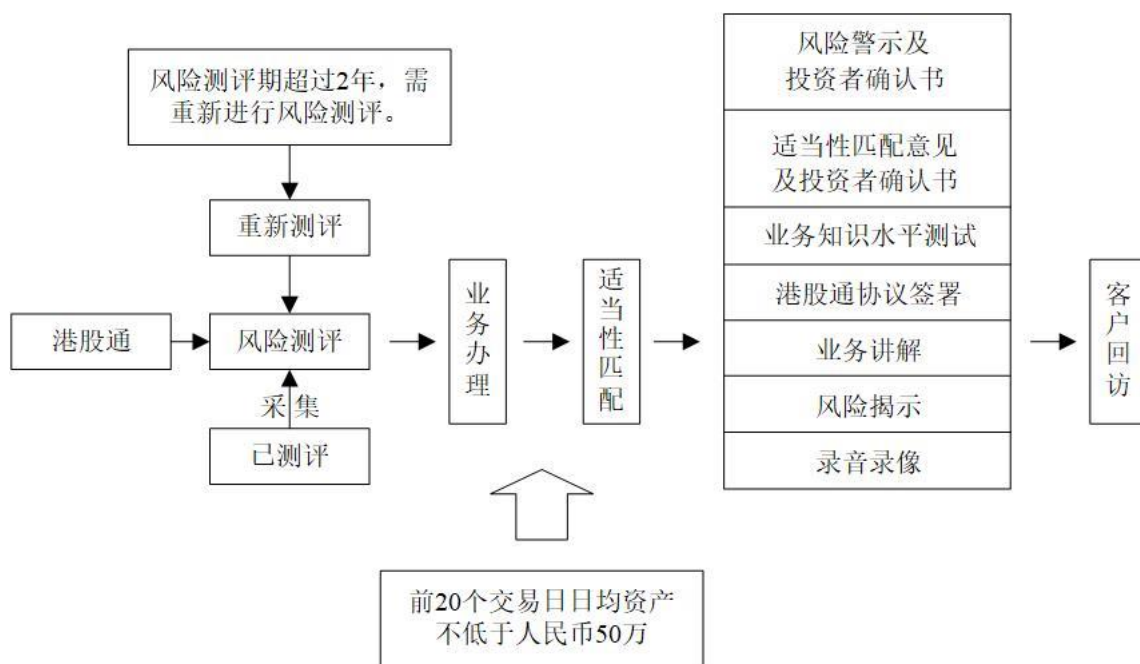 风险测评期超过2年，需
重新进行风险测评。
重新测评
港股通
风险测评
采集
已测评
业务办理
适当性匹配
前20个交易日日均资产
不低于人民币50万
风险警示及
投资者确认书
适当性匹配意见
及投资者确认书
业务知识水平测试
港股通协议签署
业务讲解
风险揭示
录音录像
客户回访